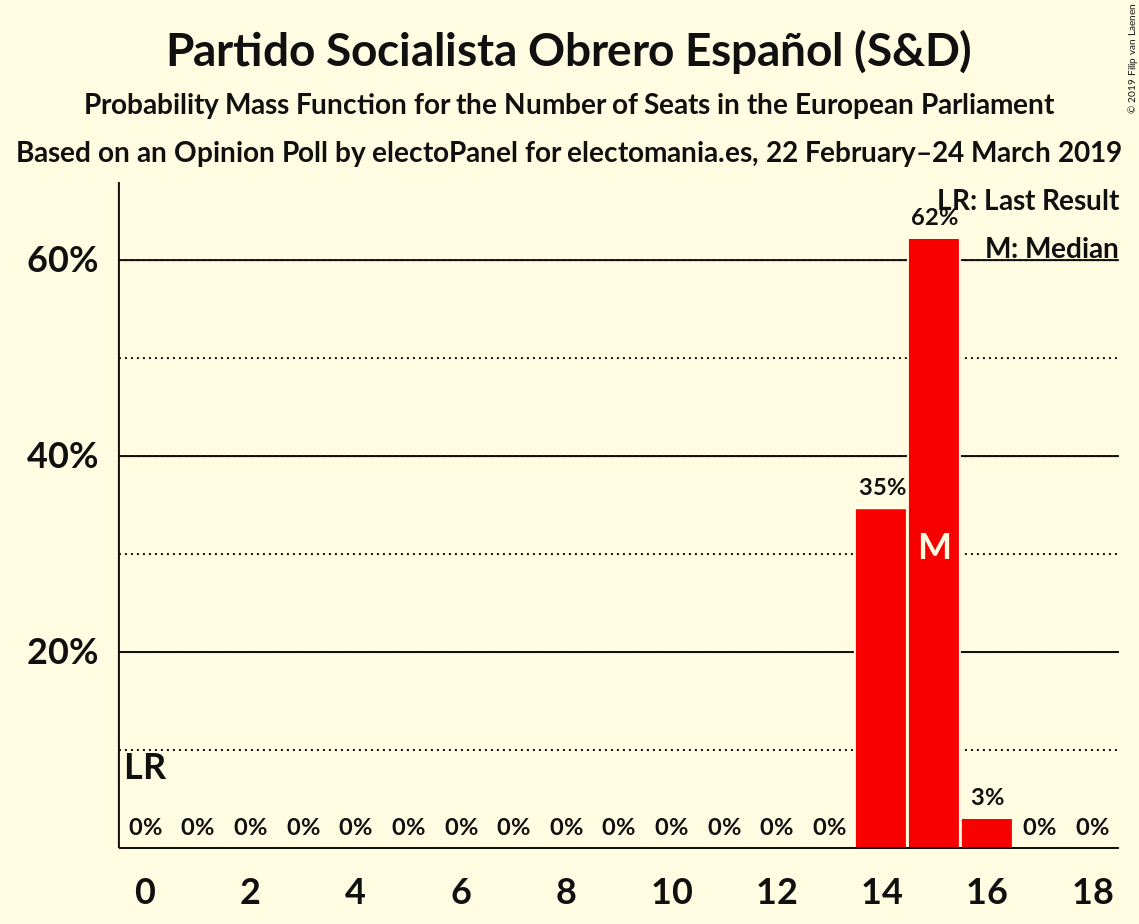 Partido Socialista Obrero Español (S&D)
Probability Mass Function for the Number of Seats in the European Parliament
Based on an Opinion Poll by electoPanel for electomania.es, 22 February–24 March 2019
© 2019 Filip van Laenen
LR: Last Result
M: Median
62%
60%
40%
35%
M
20%
LR
3%
0% 0% 0% 0% 0% 0% 0% 0% 0% 0% 0% 0% 0% 0% 0% 0%
0 2 4 6 8 10 12 14 16 18